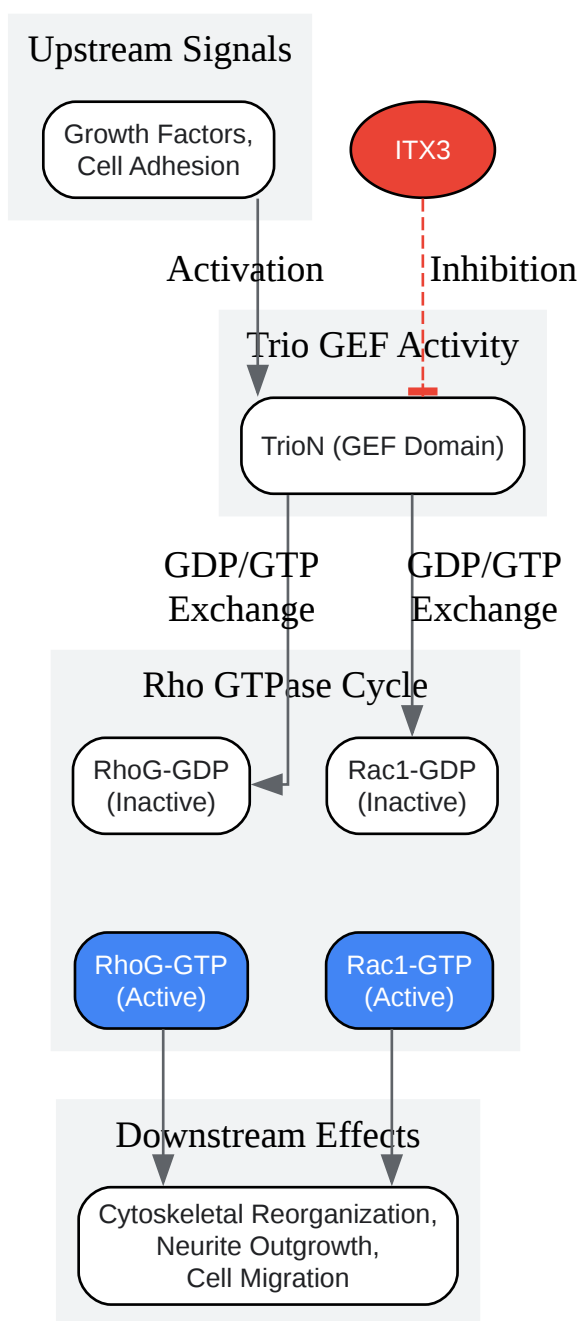 Upstream Signals
Growth Factors,
Cell Adhesion
ITX3
Activation
Inhibition
Trio GEF Activity
TrioN (GEF Domain)
GDP/GTP
Exchange
GDP/GTP
Exchange
Rho GTPase Cycle
RhoG-GDP
(Inactive)
Rac1-GDP
(Inactive)
RhoG-GTP
(Active)
Rac1-GTP
(Active)
Downstream Effects
Cytoskeletal Reorganization,
Neurite Outgrowth,
Cell Migration